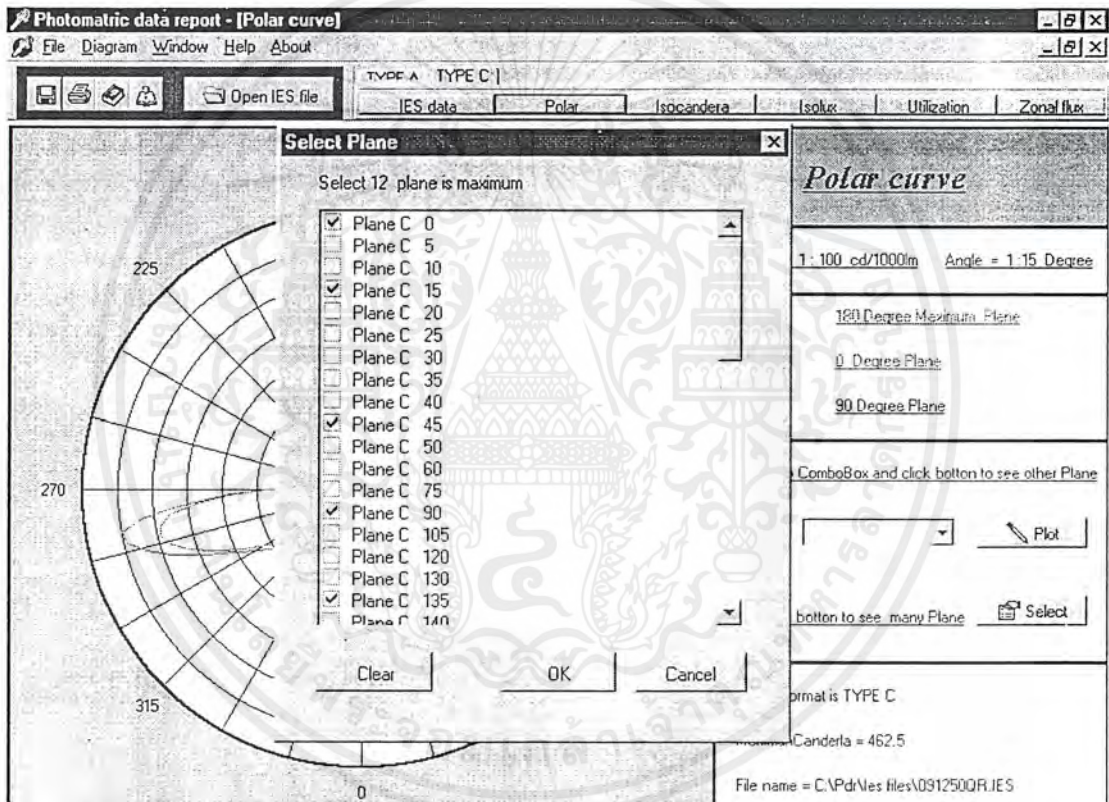 Photomatric data report - [Polar curve]
File Diagram Window Help About
TYPE A TYPE C
Open IES file
IES data Polar Isocandera Isolux Utilization Zonal flux
Select Plane
Select 12 plane is maximum
Plane C 0
Plane C 5
Plane C 10
Plane C 15
Plane C 20
Plane C 25
Plane C 30
Plane C 35
Plane C 40
Plane C 45
Plane C 50
Plane C 60
Plane C 75
Plane C 90
Plane C 105
Plane C 120
Plane C 130
Plane C 135
Plane C 140
Clear OK Cancel
225
270
315
0
Polar curve
1 : 100 cd/1000lm Angle = 1:15 Degree
180 Degree Maximum Plane
0 Degree Plane
90 Degree Plane
ComboBox and click botton to see other Plane
Plot
botton to see many Plane Select
ormat is TYPE C
Canderla = 462.5
File name = C:\Pdr\Ies files\091250QR.IES